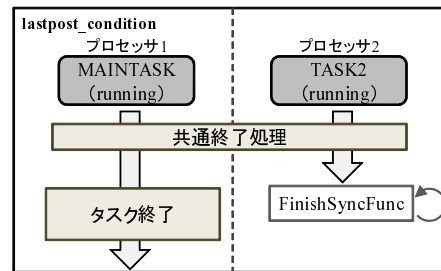 lastpost_condition
プロセッサ1
プロセッサ2
MAINTASK
(running)
TASK2
(running)
共通終了処理
タスク終了
FinishSyncFunc